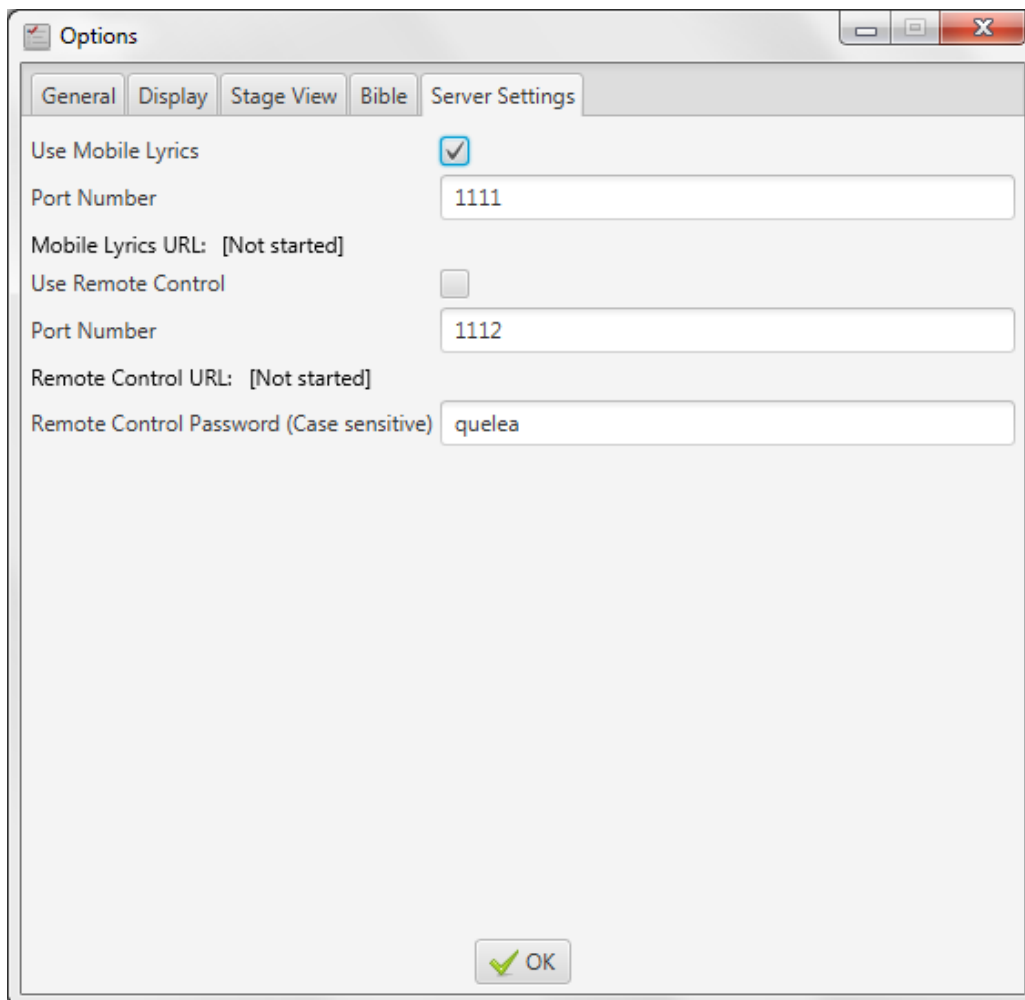 Options
General Display Stage View Bible Server Settings
Use Mobile Lyrics
Port Number 1111
Mobile Lyrics URL: [Not started]
Use Remote Control
Port Number 1112
Remote Control URL: [Not started]
Remote Control Password (Case sensitive) quelea
OK